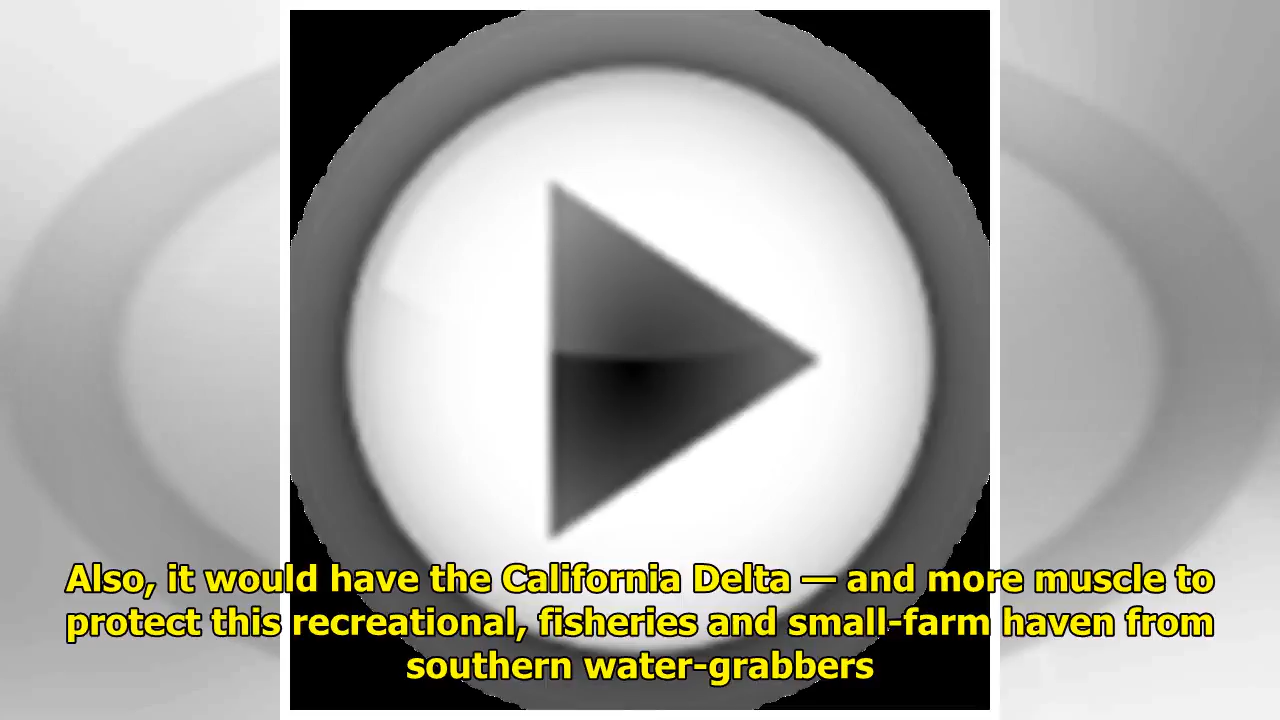 Also, it would have the California Delta — and more muscle to
protect this recreational, fisheries and small-farm haven from
southern water-grabbers